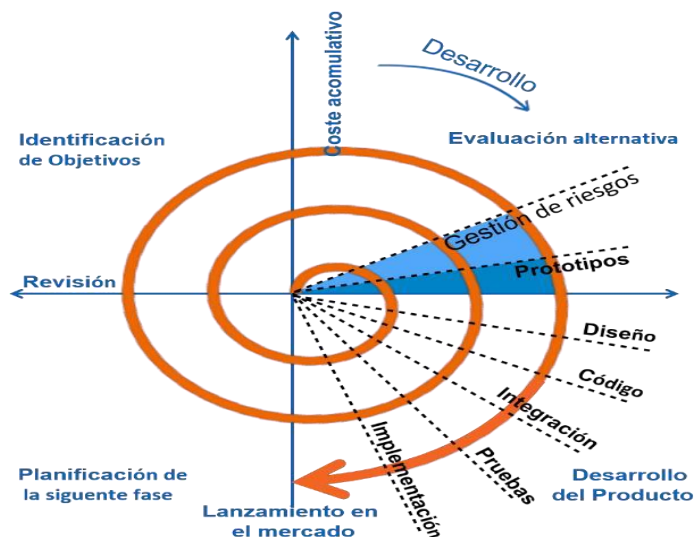 Coste acomulativo
Desarrollo
Identificación
de Objetivos
Evaluación alternativa
Gestión de riesgos
Revisión
Prototipos
Diseño
Código
Integración
Pruebas
Implementación
Planificación de
la siguente fase
Lanzamiento en
el mercado
Desarrollo
del Producto